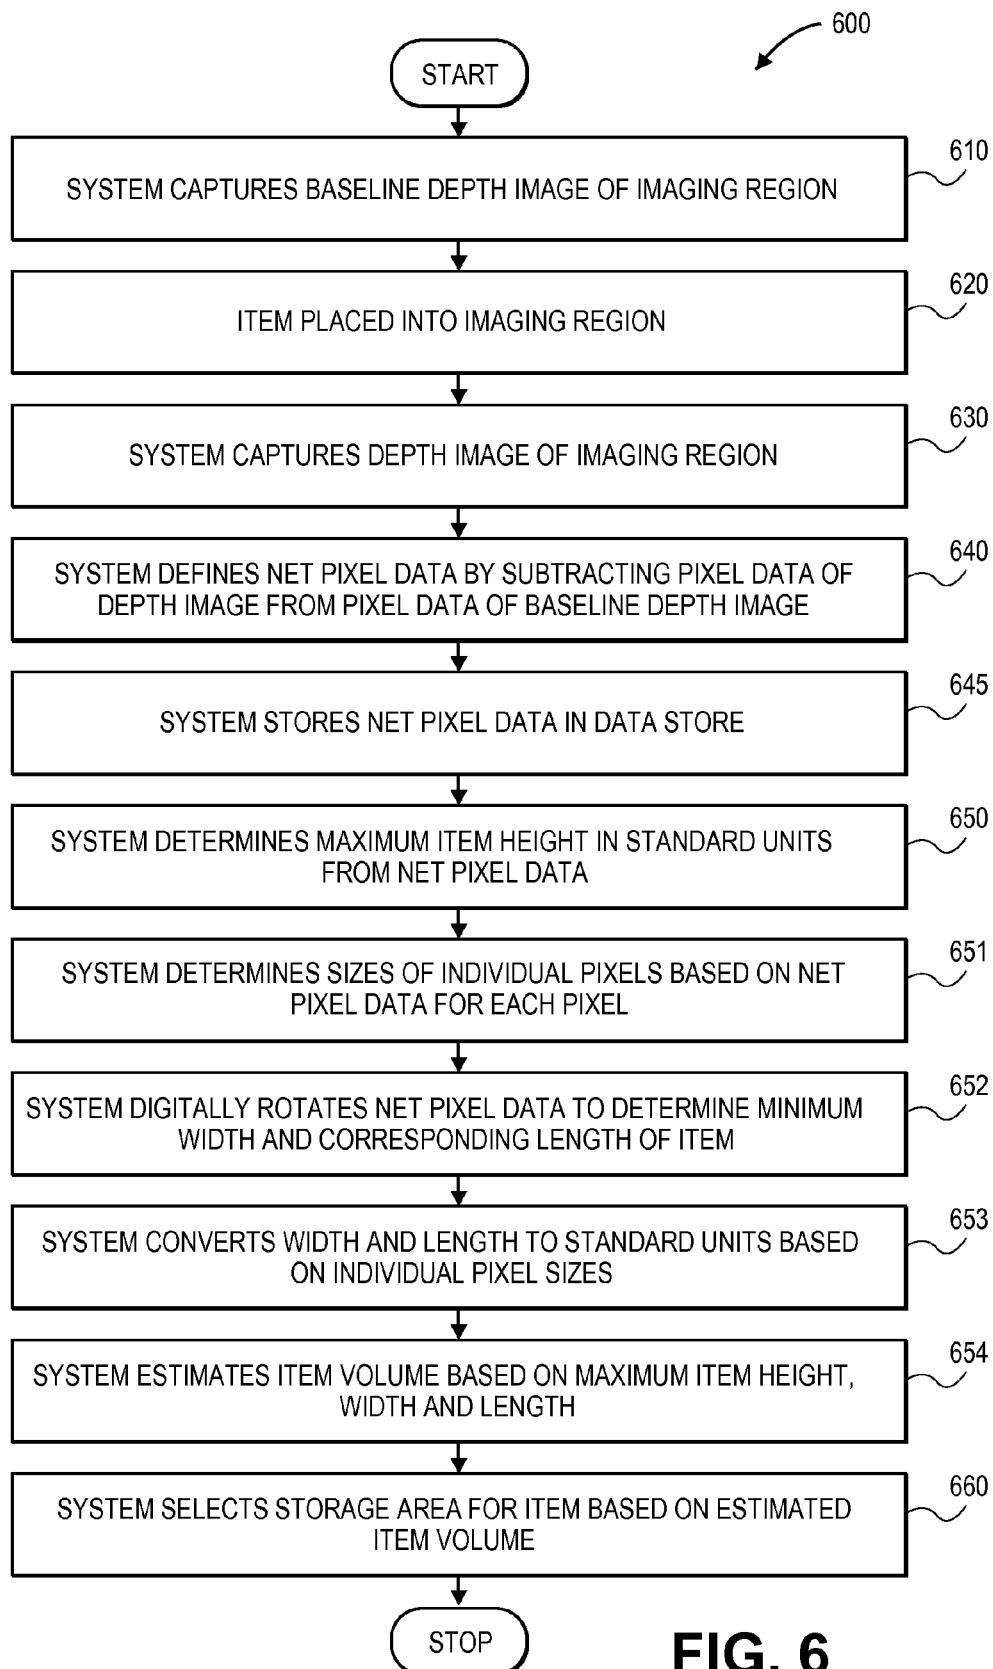 600
START
610
SYSTEM CAPTURES BASELINE DEPTH IMAGE OF IMAGING REGION
620
ITEM PLACED INTO IMAGING REGION
630
SYSTEM CAPTURES DEPTH IMAGE OF IMAGING REGION
640
SYSTEM DEFINES NET PIXEL DATA BY SUBTRACTING PIXEL DATA OF
DEPTH IMAGE FROM PIXEL DATA OF BASELINE DEPTH IMAGE
645
SYSTEM STORES NET PIXEL DATA IN DATA STORE
650
SYSTEM DETERMINES MAXIMUM ITEM HEIGHT IN STANDARD UNITS
FROM NET PIXEL DATA
651
SYSTEM DETERMINES SIZES OF INDIVIDUAL PIXELS BASED ON NET
PIXEL DATA FOR EACH PIXEL
652
SYSTEM DIGITALLY ROTATES NET PIXEL DATA TO DETERMINE MINIMUM
WIDTH AND CORRESPONDING LENGTH OF ITEM
653
SYSTEM CONVERTS WIDTH AND LENGTH TO STANDARD UNITS BASED
ON INDIVIDUAL PIXEL SIZES
654
SYSTEM ESTIMATES ITEM VOLUME BASED ON MAXIMUM ITEM HEIGHT,
WIDTH AND LENGTH
660
SYSTEM SELECTS STORAGE AREA FOR ITEM BASED ON ESTIMATED
ITEM VOLUME
STOP
FIG. 6